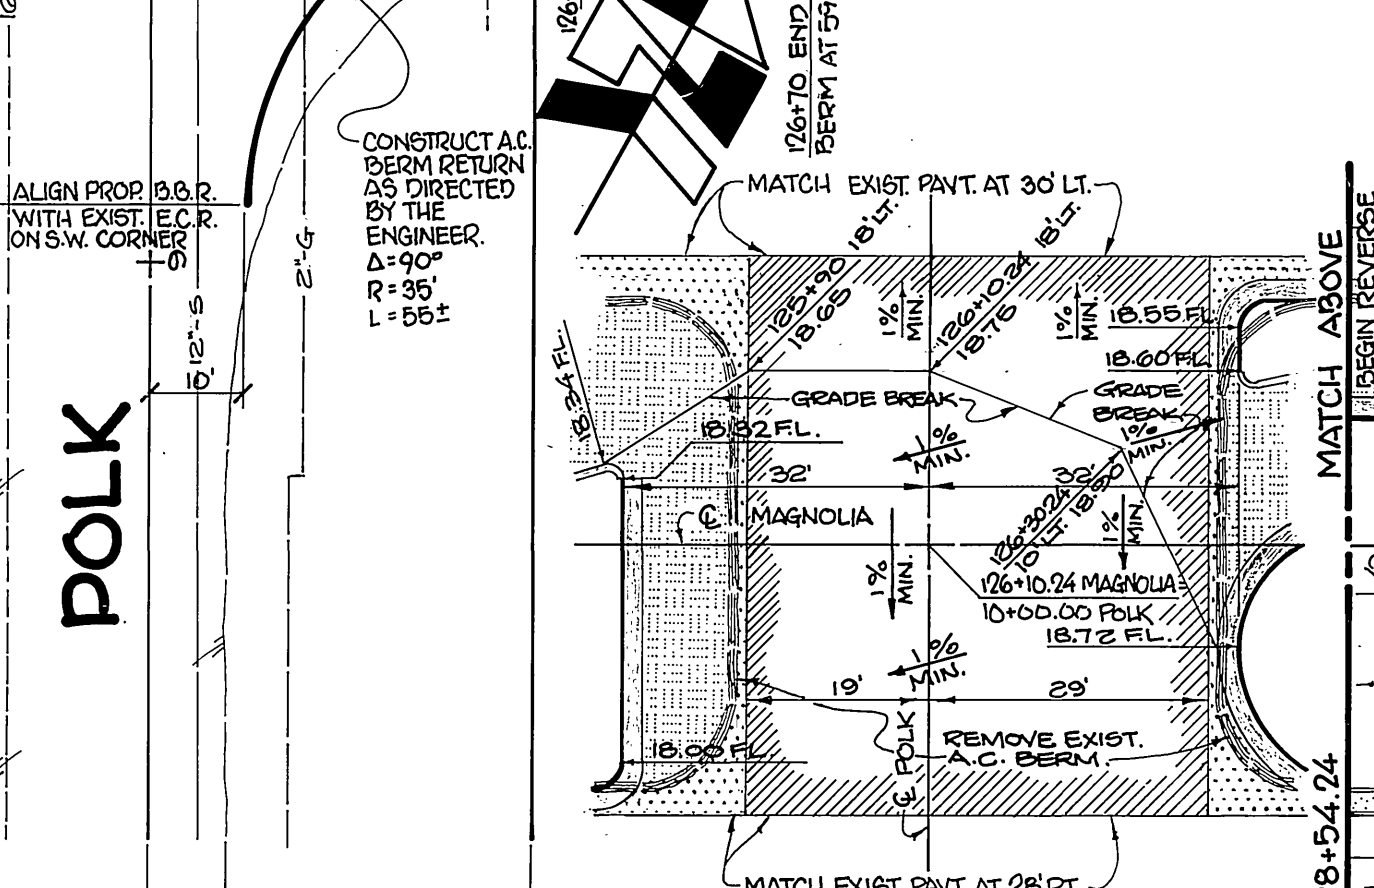 ALIGN PROP. B.B.R.
WITH EXIST. E.C.R.
ON S.W. CORNER
9
12"-S
10'
2"-G
POLK
CONSTRUCT A.C.
BERM RETURN
AS DIRECTED
BY THE
ENGINEER.
Δ=90°
R=35'
L=55±
126+70 END
BERM AT 59
MATCH EXIST. PAVT. AT 30' LT.
125+90 18' LT.
18.65
1%
MIN.
126+10.24 18' LT.
18.75
1%
MIN.
18.55 F.L.
18.60 F.L.
18.34 F.L.
GRADE BREAK
GRADE
BREAK
18.32 F.L.
1%
MIN.
1%
MIN.
32'
32'
126+30.24
10' LT. 18.90
1%
MIN.
℄ MAGNOLIA
1%
MIN.
126+10.24 MAGNOLIA=
10+00.00 POLK
18.72 F.L.
1%
MIN.
19'
29'
18.00 F.L.
℄ POLK
REMOVE EXIST.
A.C. BERM.
MATCH EXIST. PAVT. AT 28' RT.
MATCH ABOVE
BEGIN REVERSE
8+54.24